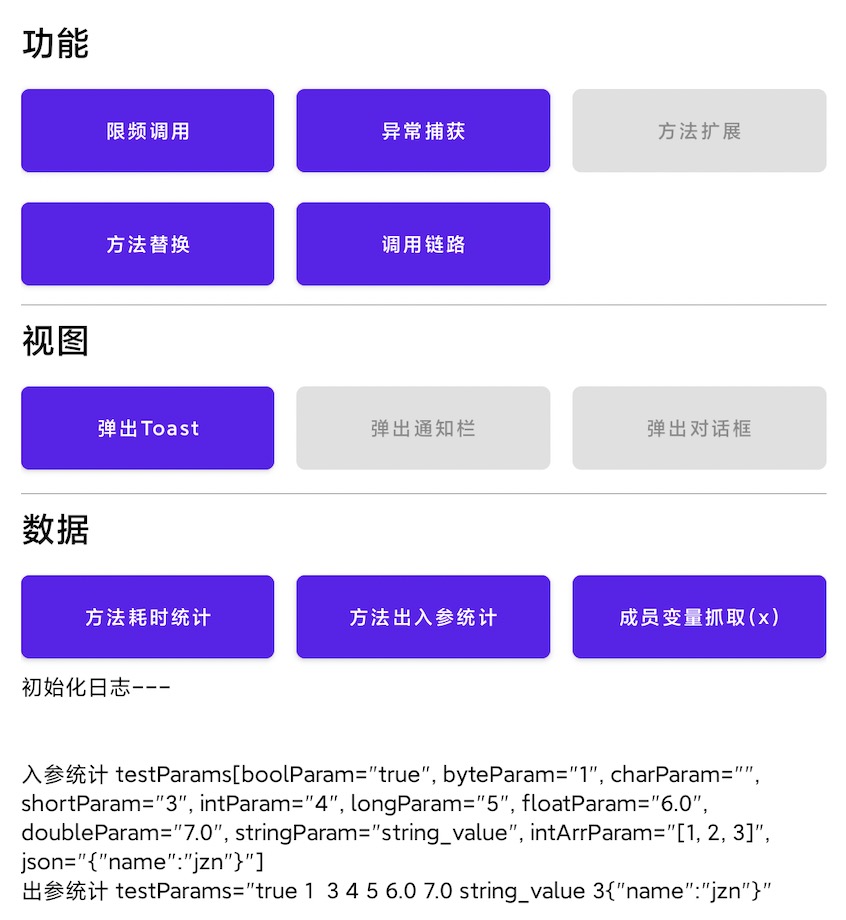 功能
限频调用 异常捕获 方法扩展
方法替换 调用链路
视图
弹出Toast 弹出通知栏 弹出对话框
数据
方法耗时统计 方法出入参统计 成员变量抓取(x)
初始化日志---
入参统计 testParams[boolParam="true", byteParam="1", charParam="",
shortParam="3", intParam="4", longParam="5", floatParam="6.0",
doubleParam="7.0", stringParam="string_value", intArrParam="[1, 2, 3]",
json="{"name":"jzn"}"]
出参统计 testParams="true 1  3 4 5 6.0 7.0 string_value 3{"name":"jzn"}"